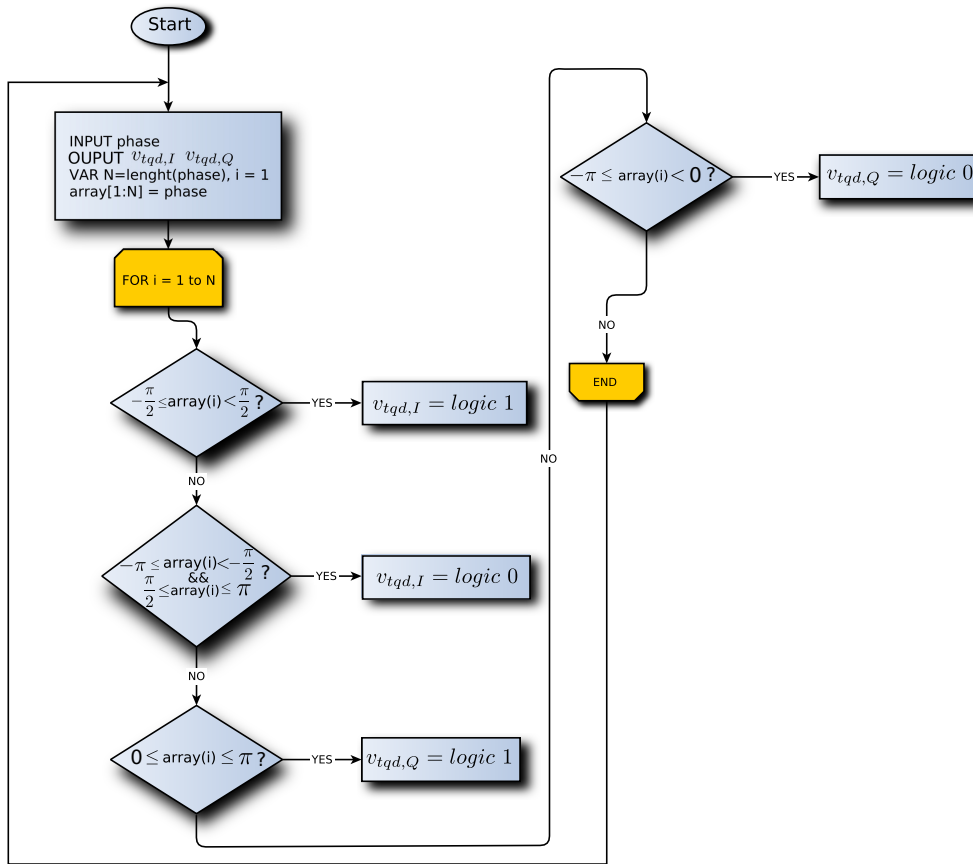 Start
INPUT phase
OUPUT v_{tqd,I} v_{tqd,Q}
VAR N=lenght(phase), i = 1
array[1:N] = phase
FOR i = 1 to N
-π/2 ≤array(i)<π/2 ?
YES
v_{tqd,I} = logic 1
NO
-π≤array(i)<-π/2
&&
π/2≤array(i)≤π
?
YES
v_{tqd,I} = logic 0
NO
0≤array(i)≤π?
YES
v_{tqd,Q} = logic 1
NO
-π≤array(i)<0?
YES
v_{tqd,Q} = logic 0
NO
END